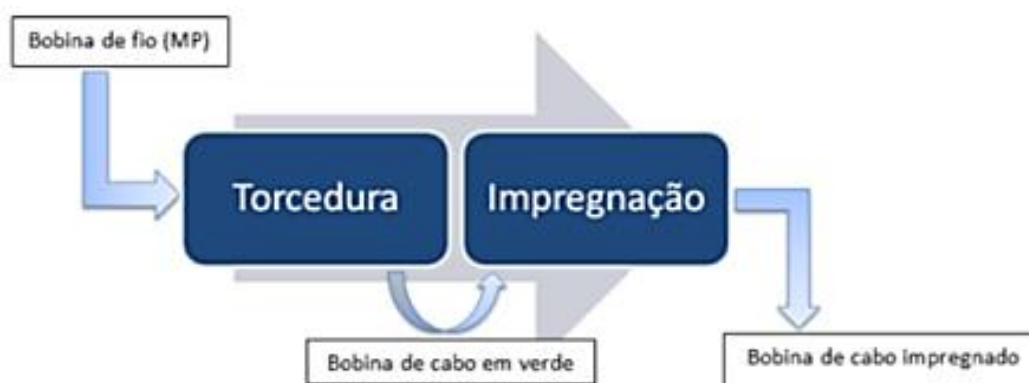 Bobina de fio (MP)
Torcedura
Impregnação
Bobina de cabo em verde
Bobina de cabo impregnado